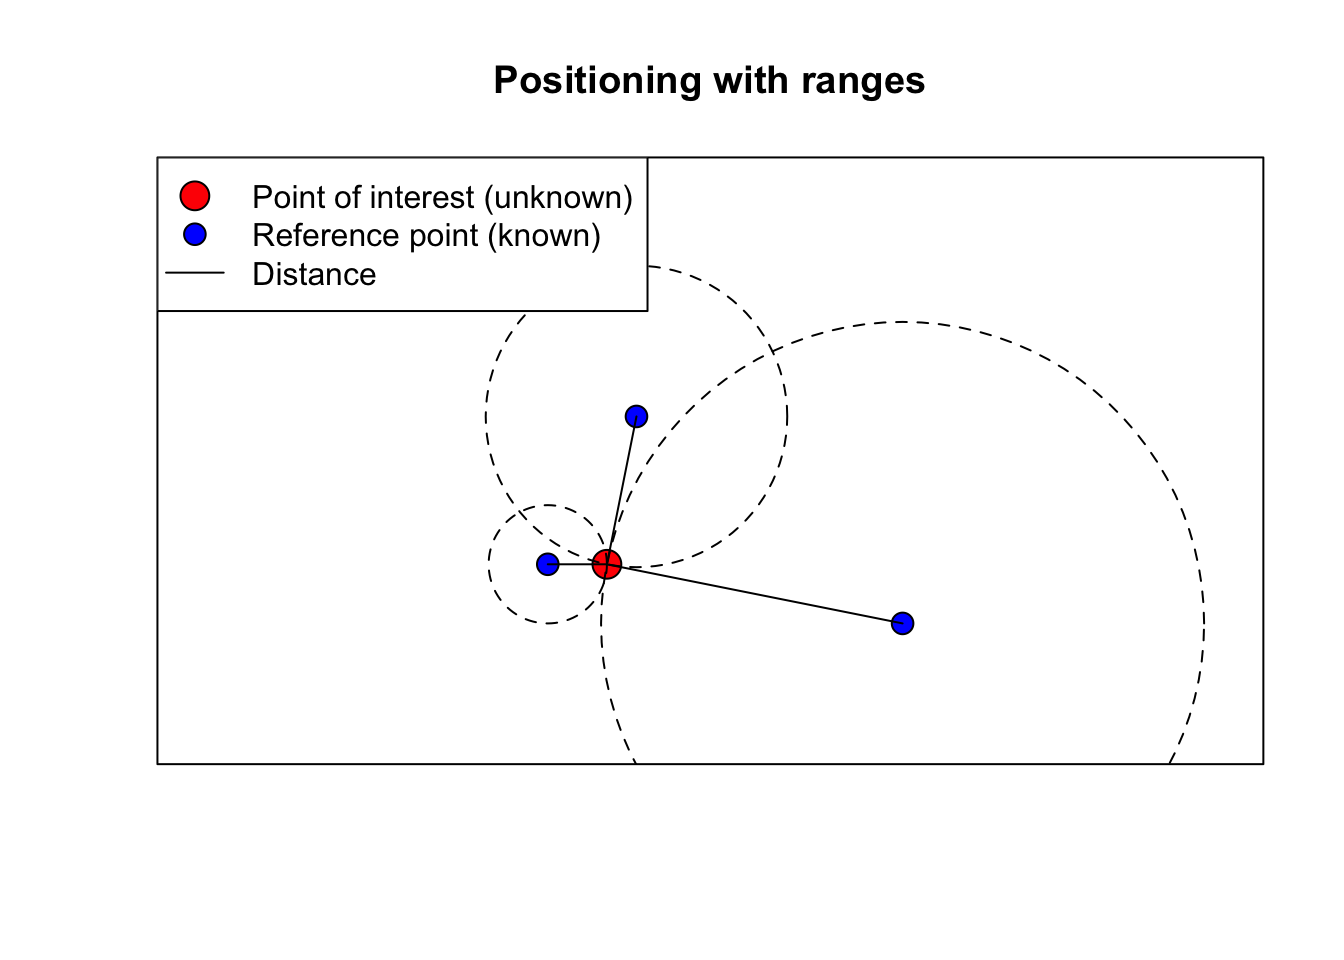 Positioning with ranges
Point of interest (unknown)
Reference point (known)
Distance